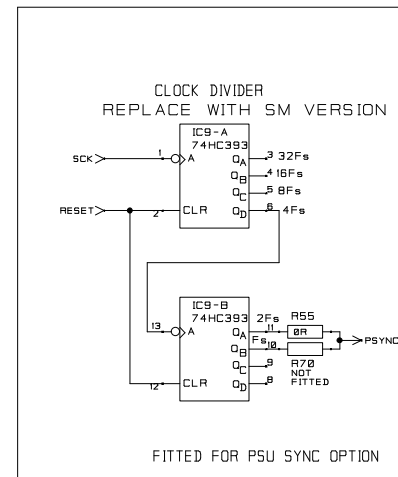 CLOCK DIVIDER
REPLACE WITH SM VERSION
IC9-A
74HC393
SCK
1
A
QA
3
32Fs
QB
4
16Fs
QC
5
8Fs
RESET
2
CLR
QD
6
4Fs
IC9-B
74HC393
13
A
QA
2Fs
11
R55
0R
QB
Fs
10
PSYNC
QC
9
R70
NOT
FITTED
12
CLR
QD
8
FITTED FOR PSU SYNC OPTION